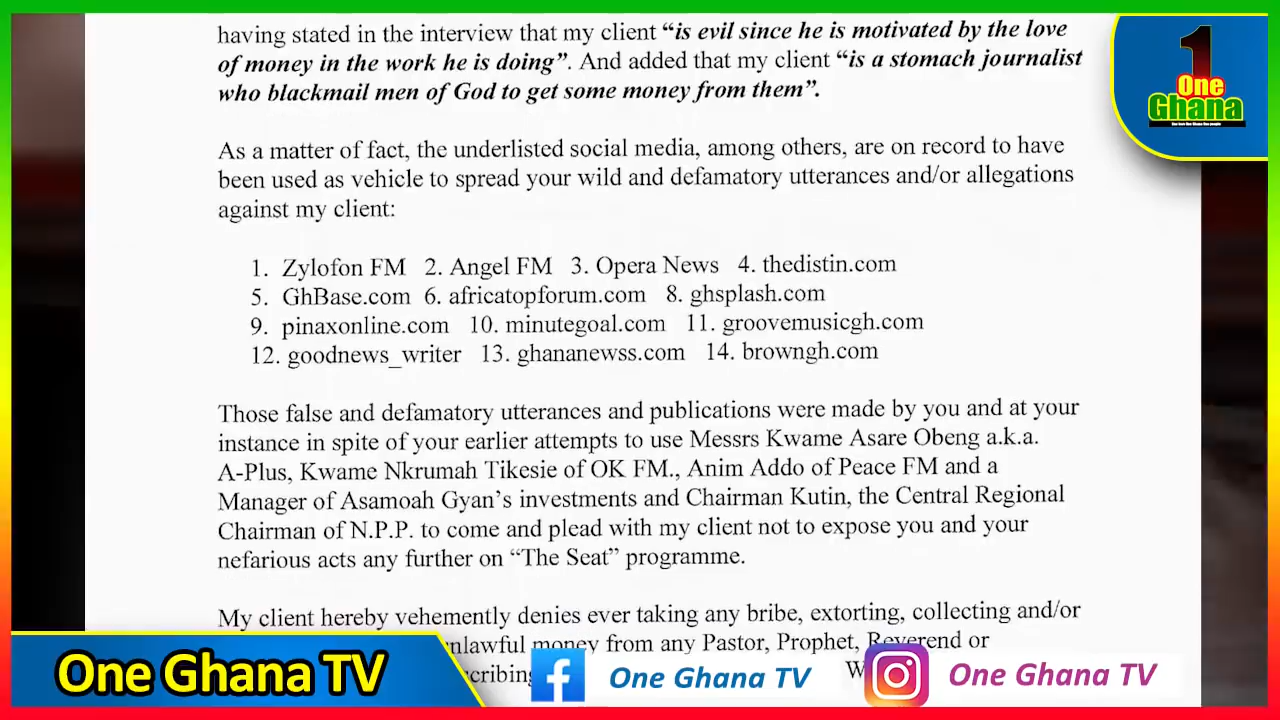 having stated in the interview that my client “is evil since he is motivated by the love
of money in the work he is doing”. And added that my client “is a stomach journalist
who blackmail men of God to get some money from them”.
As a matter of fact, the underlisted social media, among others, are on record to have
been used as vehicle to spread your wild and defamatory utterances and/or allegations
against my client:
1. Zylofon FM 2. Angel FM 3. Opera News 4. thedistin.com
5. GhBase.com 6. africatopforum.com 8. ghsplash.com
9. pinaxonline.com 10. minutegoal.com 11. groovemusicgh.com
12. goodnews_writer 13. ghananewss.com 14. browngh.com
Those false and defamatory utterances and publications were made by you and at your
instance in spite of your earlier attempts to use Messrs Kwame Asare Obeng a.k.a.
A-Plus, Kwame Nkrumah Tikesie of OK FM., Anim Addo of Peace FM and a
Manager of Asamoah Gyan’s investments and Chairman Kutin, the Central Regional
Chairman of N.P.P. to come and plead with my client not to expose you and your
nefarious acts any further on “The Seat” programme.
My client hereby vehemently denies ever taking any bribe, extorting, collecting and/or
money from any Pastor, Prophet, Reverend or
1
One
Ghana
One Ghana TV
One Ghana TV
One Ghana TV